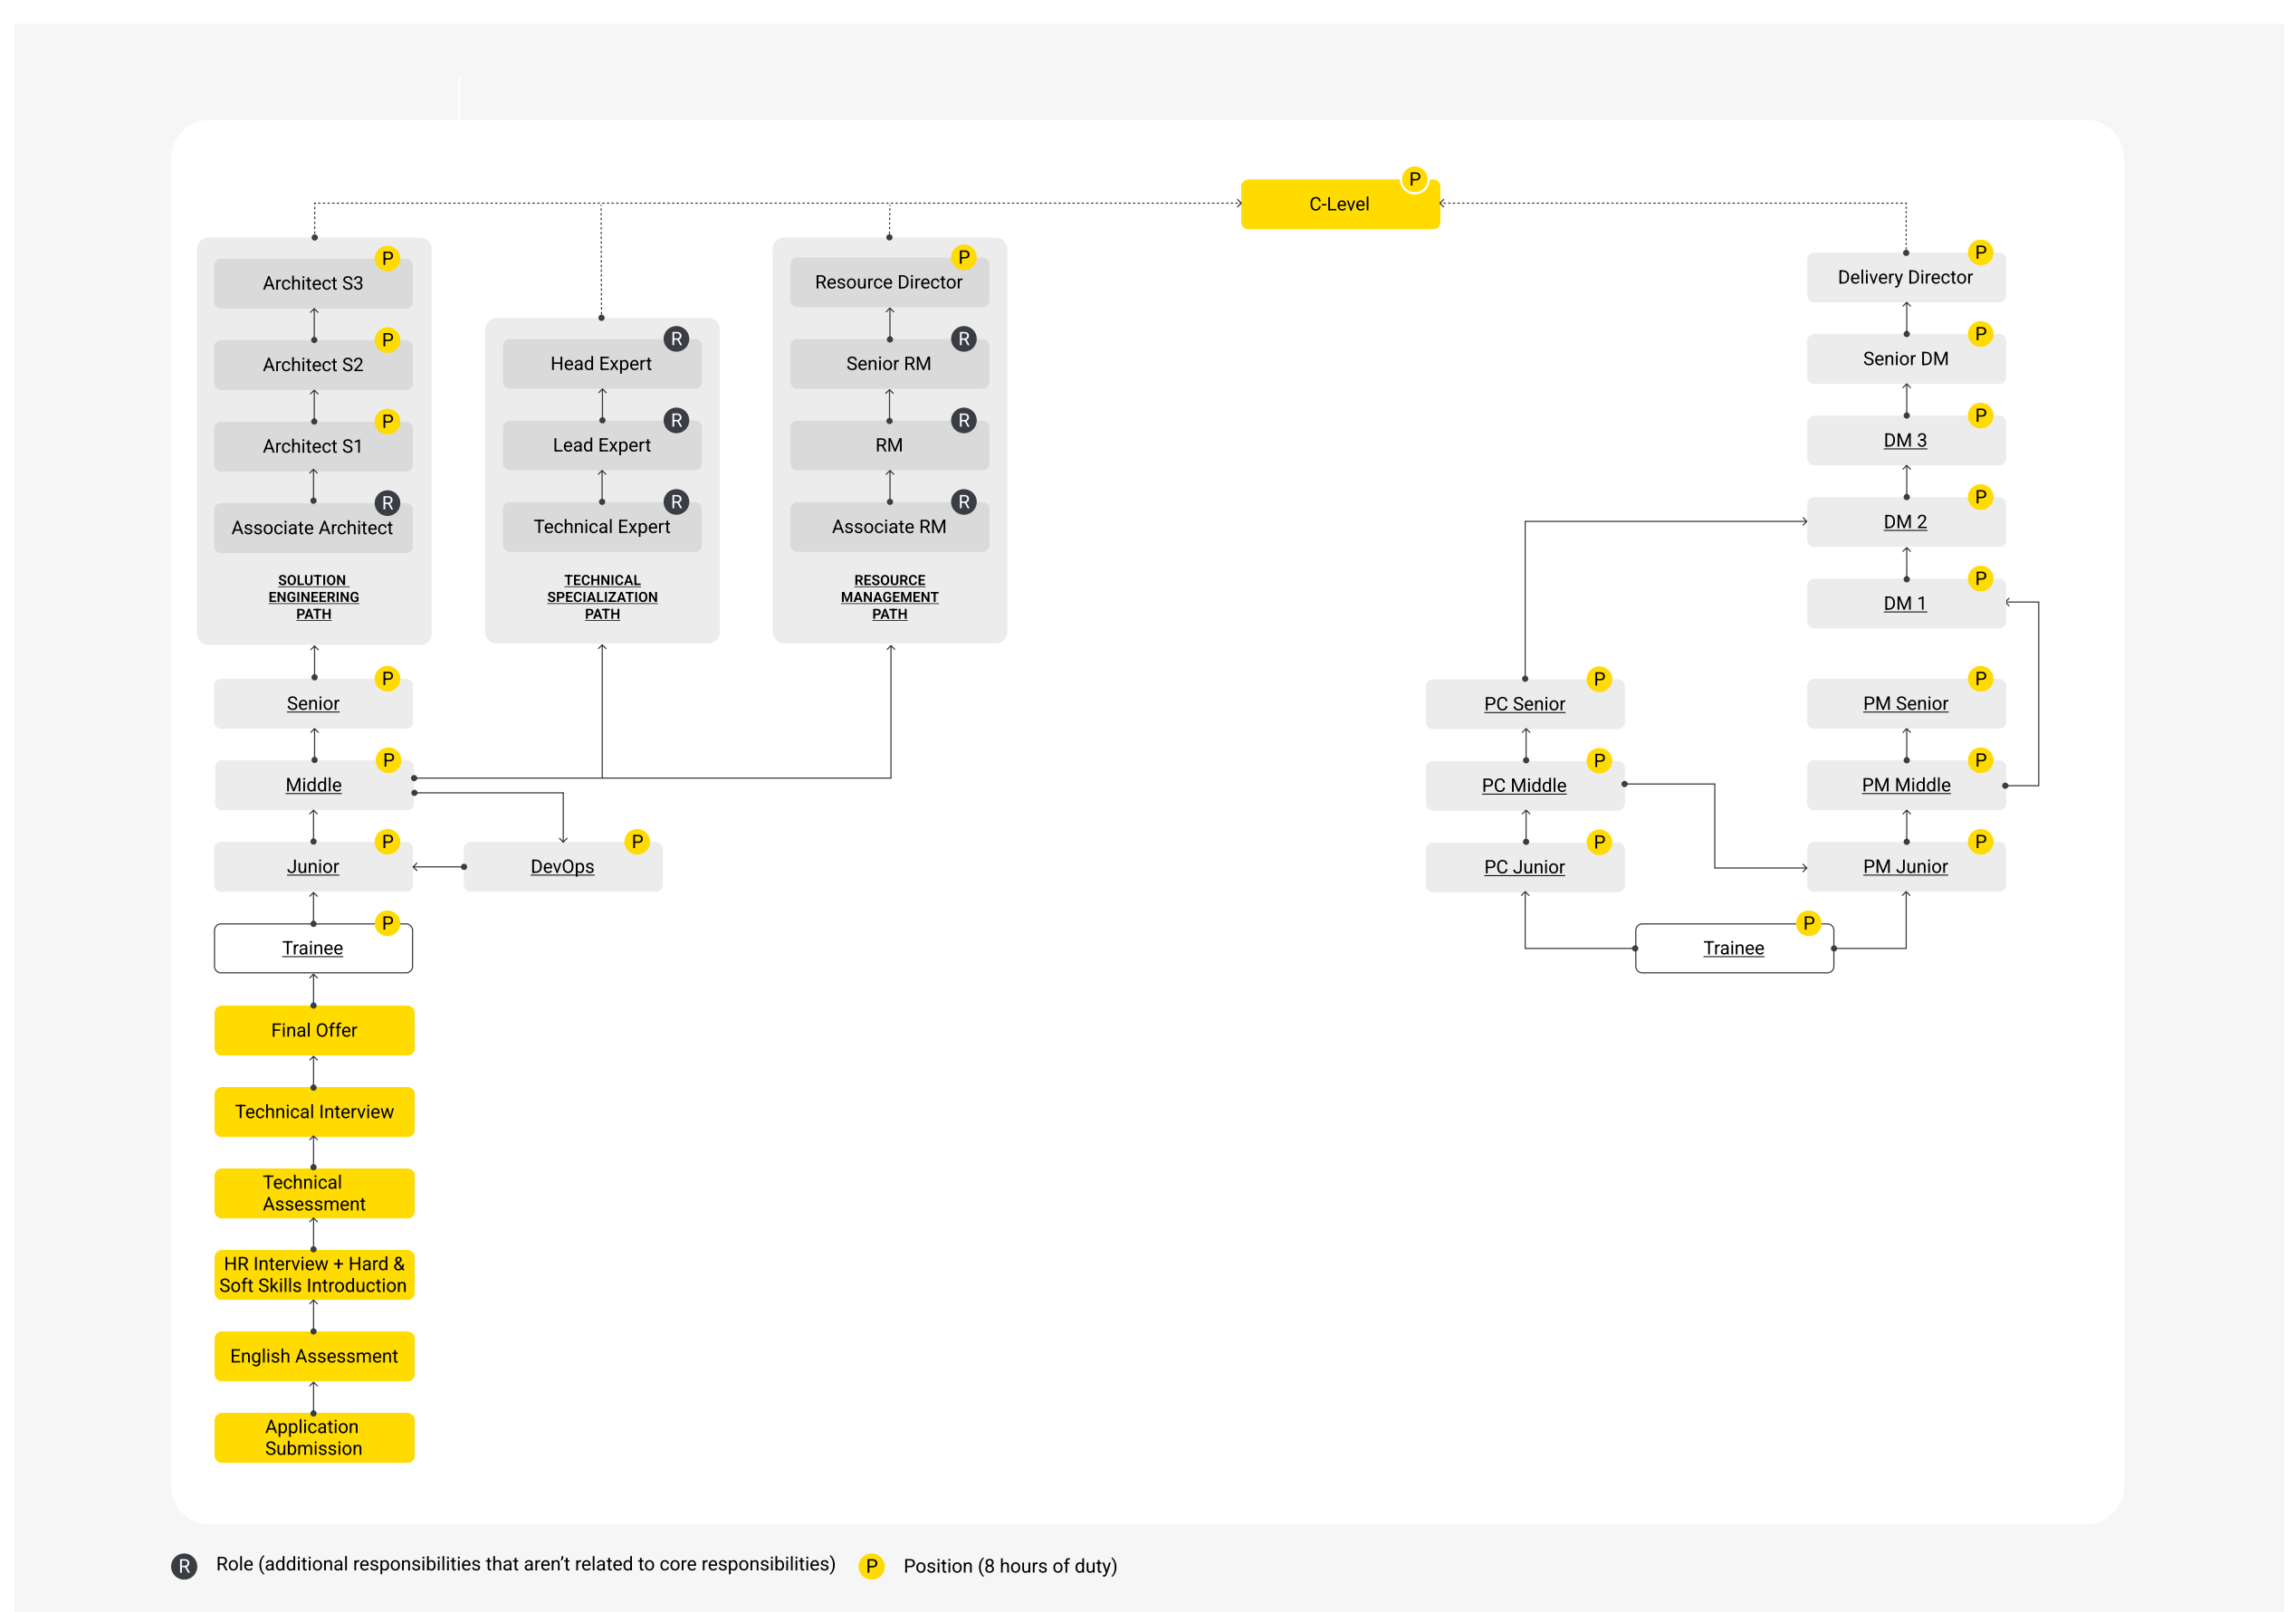 C-Level
P
Architect S3
P
Architect S2
P
Architect S1
P
Associate Architect
R
SOLUTION
ENGINEERING
PATH
Head Expert
R
Lead Expert
R
Technical Expert
R
TECHNICAL
SPECIALIZATION
PATH
Resource Director
P
Senior RM
R
RM
R
Associate RM
R
RESOURCE
MANAGEMENT
PATH
Senior
P
Middle
P
Junior
P
DevOps
P
Trainee
P
Final Offer
Technical Interview
Technical
Assessment
HR Interview + Hard &
Soft Skills Introduction
English Assessment
Application
Submission
Delivery Director
P
Senior DM
P
DM 3
P
DM 2
P
DM 1
P
PC Senior
P
PC Middle
P
PC Junior
P
PM Senior
P
PM Middle
P
PM Junior
P
Trainee
P
R Role (additional responsibilities that aren’t related to core responsibilities)
P Position (8 hours of duty)